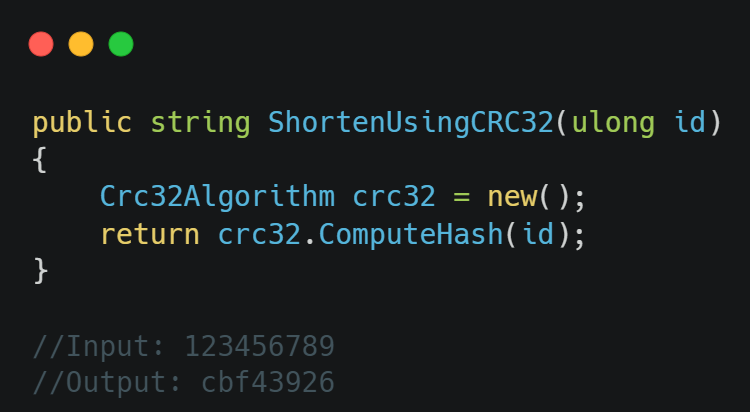 public string ShortenUsingCRC32(ulong id)
{
    Crc32Algorithm crc32 = new();
    return crc32.ComputeHash(id);
}
//Input: 123456789
//Output: cbf43926